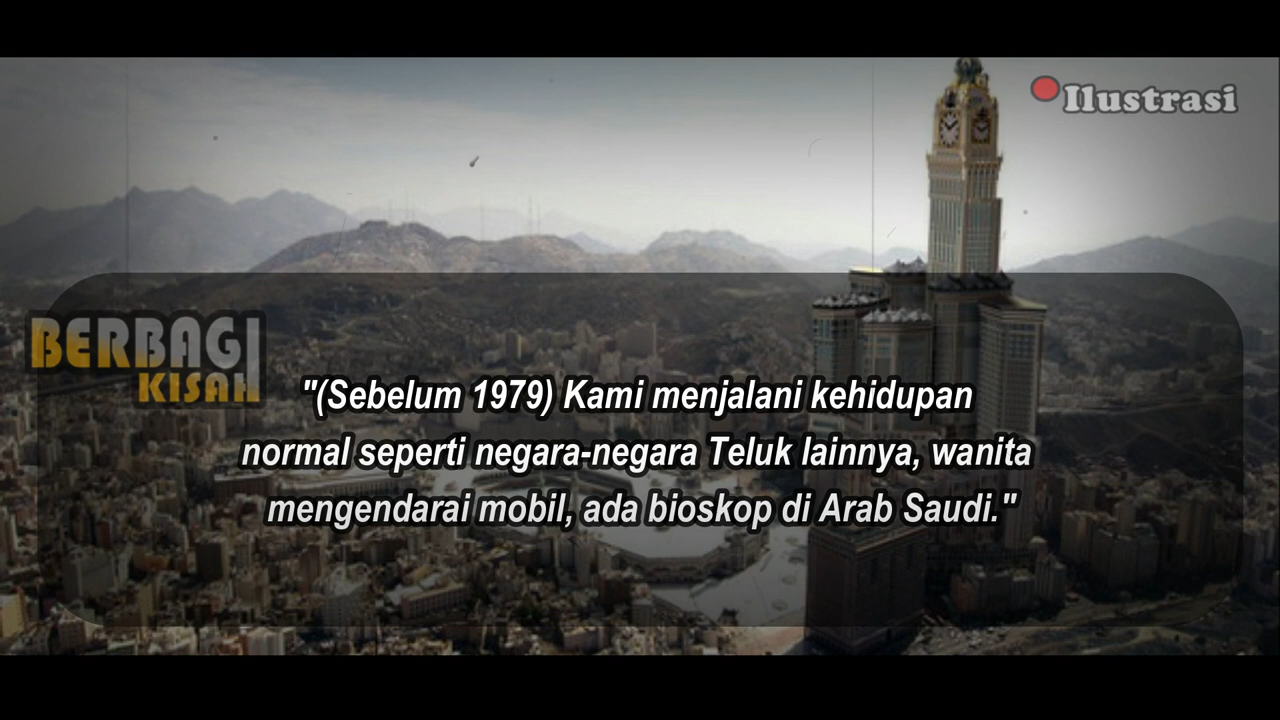 Ilustrasi
BERBAGI
KISAH
"(Sebelum 1979) Kami menjalani kehidupan
normal seperti negara-negara Teluk lainnya, wanita
mengendarai mobil, ada bioskop di Arab Saudi."